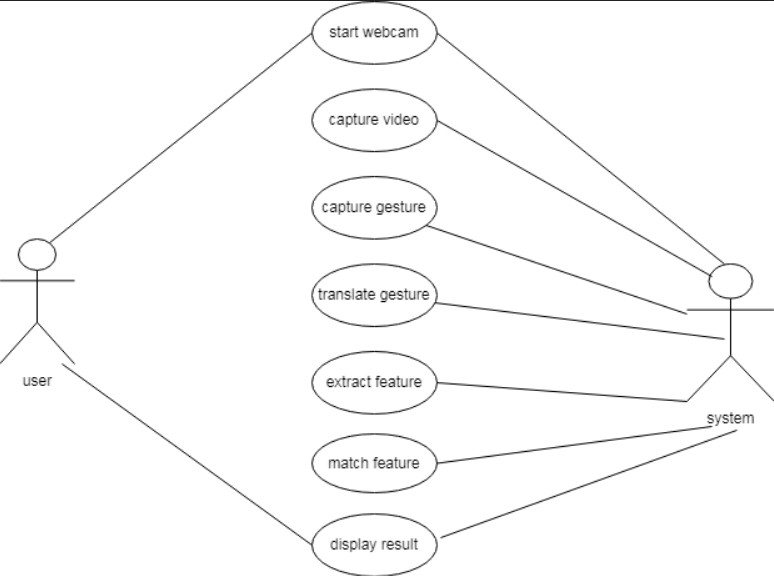 start webcam
capture video
capture gesture
translate gesture
extract feature
user
system
match feature
display result